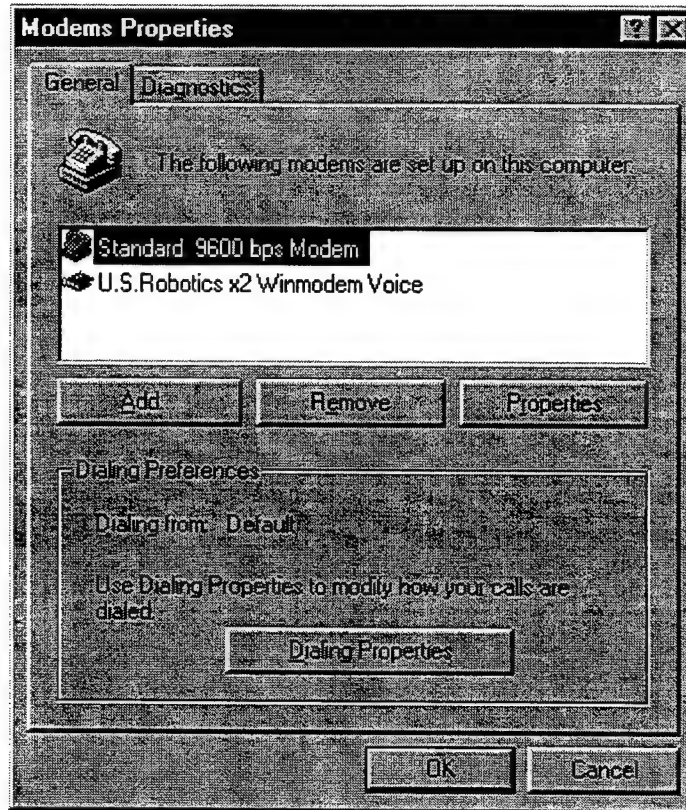 Modems Properties
General
Diagnostics
The following modems are set up on this computer:
Standard 9600 bps Modem
U.S.Robotics x2 Winmodem Voice
Add...
Remove
Properties
Dialing Preferences
Dialing from: Default
Use Dialing Properties to modify how your calls are
dialed.
Dialing Properties
OK
Cancel